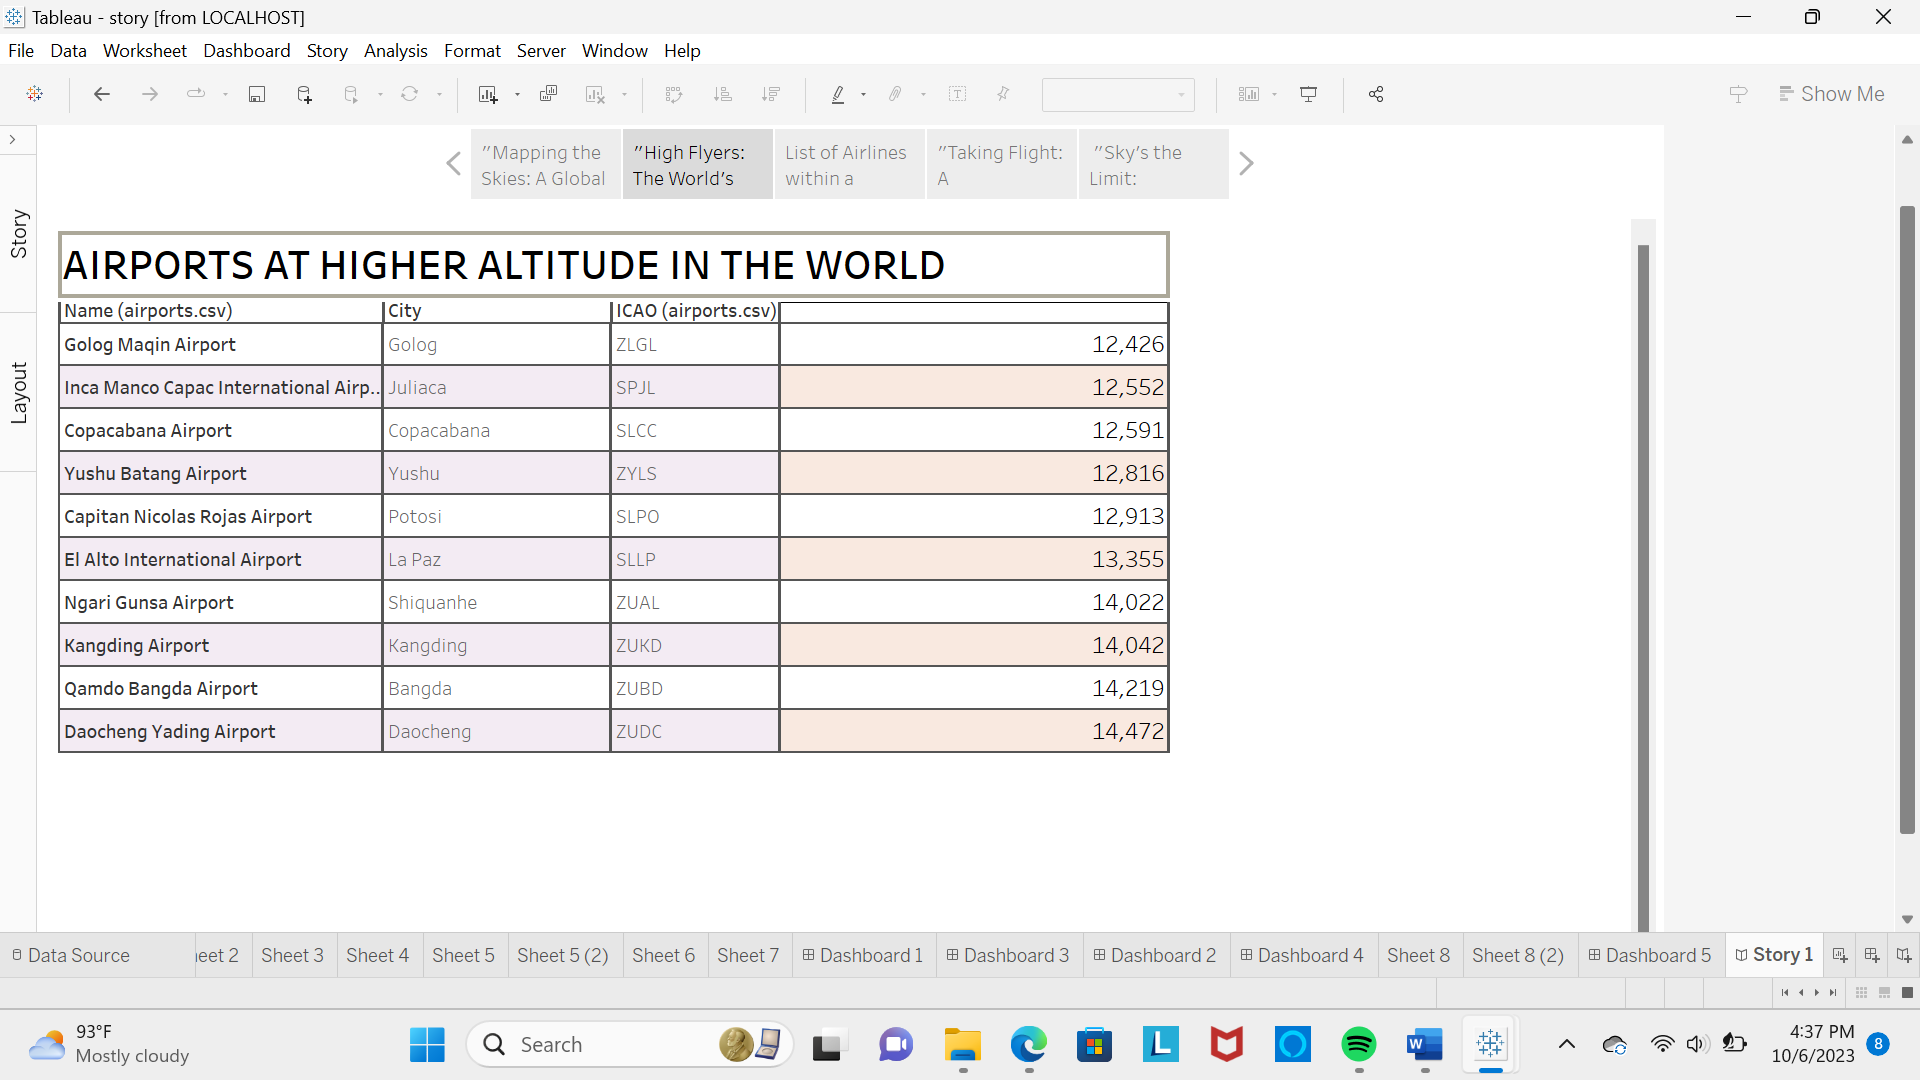 Tableau - story [from LOCALHOST]
File Data Worksheet Dashboard Story Analysis Format Server Window Help
Show Me
"Mapping the
Skies: A Global
"High Flyers:
The World's
List of Airlines
within a
"Taking Flight:
A
"Sky's the
Limit:
Story
Layout
AIRPORTS AT HIGHER ALTITUDE IN THE WORLD
Name (airports.csv) City ICAO (airports.csv)
Golog Maqin Airport Golog ZLGL 12,426
Inca Manco Capac International Airp.. Juliaca SPJL 12,552
Copacabana Airport Copacabana SLCC 12,591
Yushu Batang Airport Yushu ZYLS 12,816
Capitan Nicolas Rojas Airport Potosi SLPO 12,913
El Alto International Airport La Paz SLLP 13,355
Ngari Gunsa Airport Shiquanhe ZUAL 14,022
Kangding Airport Kangding ZUKD 14,042
Qamdo Bangda Airport Bangda ZUBD 14,219
Daocheng Yading Airport Daocheng ZUDC 14,472
Data Source eet 2 Sheet 3 Sheet 4 Sheet 5 Sheet 5 (2) Sheet 6 Sheet 7 Dashboard 1 Dashboard 3 Dashboard 2 Dashboard 4 Sheet 8 Sheet 8 (2) Dashboard 5 Story 1
93°F
Mostly cloudy
Search
4:37 PM
10/6/2023
8